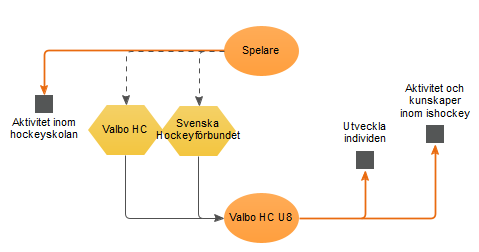 Spelare
Aktivitet och
kunskaper
inom ishockey
Aktivitet inom
hockeyskolan
Valbo HC
Svenska
Hockeyförbundet
Utveckla
individen
Valbo HC U8